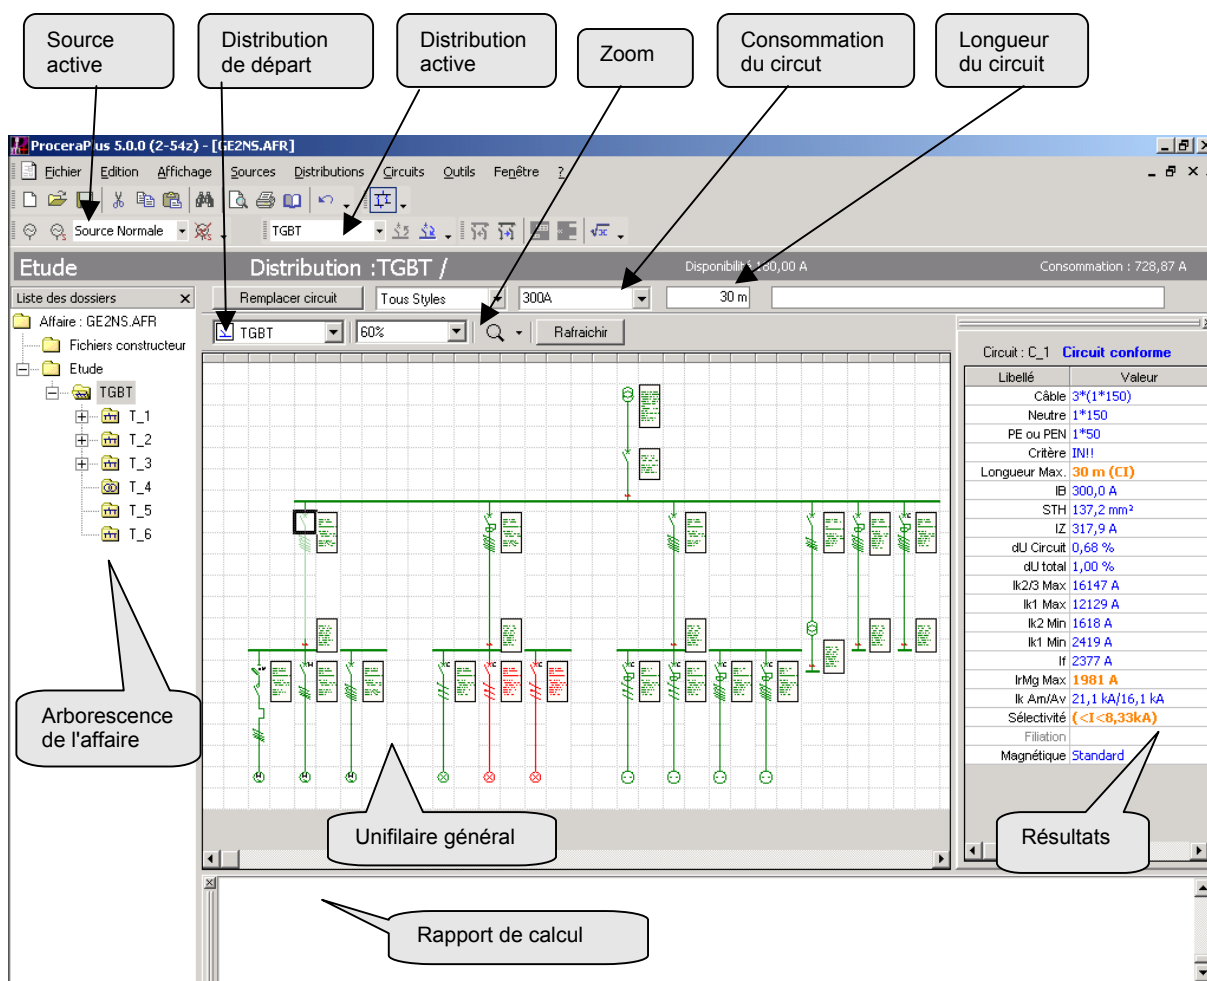 Source
active
Distribution
de départ
Distribution
active
Zoom
Consommation
du circut
Longueur
du circuit
ProceraPlus 5.0.0 (2-54z) - [GE2NS.AFR]
Fichier Edition Affichage Sources Distributions Circuits Outils Fenêtre ?
Source Normale TGBT
Etude Distribution :TGBT / Disponibilité 160,00 A Consommation : 728,87 A
Liste des dossiers x Remplacer circuit Tous Styles 300A 30 m
TGBT 60% Rafraichir
Affaire : GE2NS.AFR
Fichiers constructeur
Etude
TGBT
T_1
T_2
T_3
T_4
T_5
T_6
Circuit : C_1 Circuit conforme
Libellé Valeur
Câble 3*(1*150)
Neutre 1*150
PE ou PEN 1*50
Critère IN!!
Longueur Max. 30 m (CI)
IB 300,0 A
STH 137,2 mm²
IZ 317,9 A
dU Circuit 0,68 %
dU total 1,00 %
Ik2/3 Max 16147 A
Ik1 Max 12129 A
Ik2 Min 1618 A
Ik1 Min 2419 A
If 2377 A
IrMg Max 1981 A
Ik Am/Av 21,1 kA/16,1 kA
Sélectivité (<I<8,33kA)
Filiation
Magnétique Standard
Arborescence
de l'affaire
Unifilaire général
Résultats
Rapport de calcul